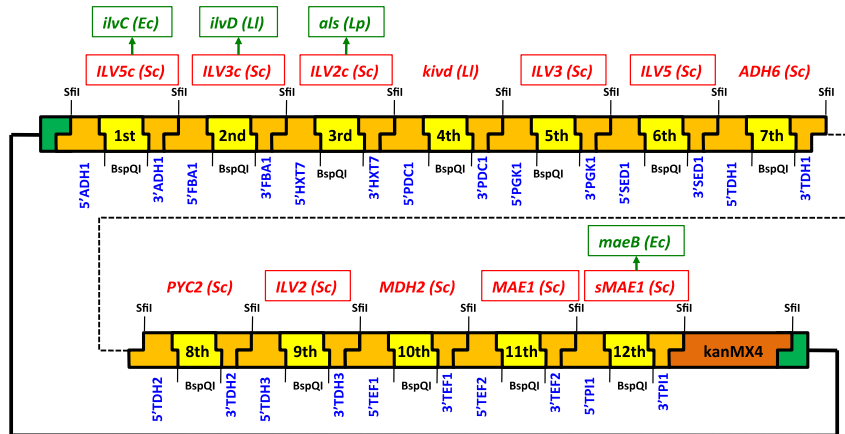 ilvC (Ec) ilvD (Ll) als (Lp)
ILV5c (Sc) ILV3c (Sc) ILV2c (Sc) kivd (Ll) ILV3 (Sc) ILV5 (Sc) ADH6 (Sc)
SfiI SfiI SfiI SfiI SfiI SfiI SfiI SfiI
1st 2nd 3rd 4th 5th 6th 7th
BspQI BspQI BspQI BspQI BspQI BspQI BspQI
5’ADH1 3’ADH1 5’FBA1 3’FBA1 5’HXT7 3’HXT7 5’PDC1 3’PDC1 5’PGK1 3’PGK1 5’SED1 3’SED1 5’TDH1 3’TDH1
maeB (Ec)
PYC2 (Sc) ILV2 (Sc) MDH2 (Sc) MAE1 (Sc) sMAE1 (Sc)
SfiI SfiI SfiI SfiI SfiI SfiI SfiI
8th 9th 10th 11th 12th kanMX4
BspQI BspQI BspQI BspQI BspQI
5’TDH2 3’TDH2 5’TDH3 3’TDH3 5’TEF1 3’TEF1 5’TEF2 3’TEF2 5’TPI1 3’TPI1